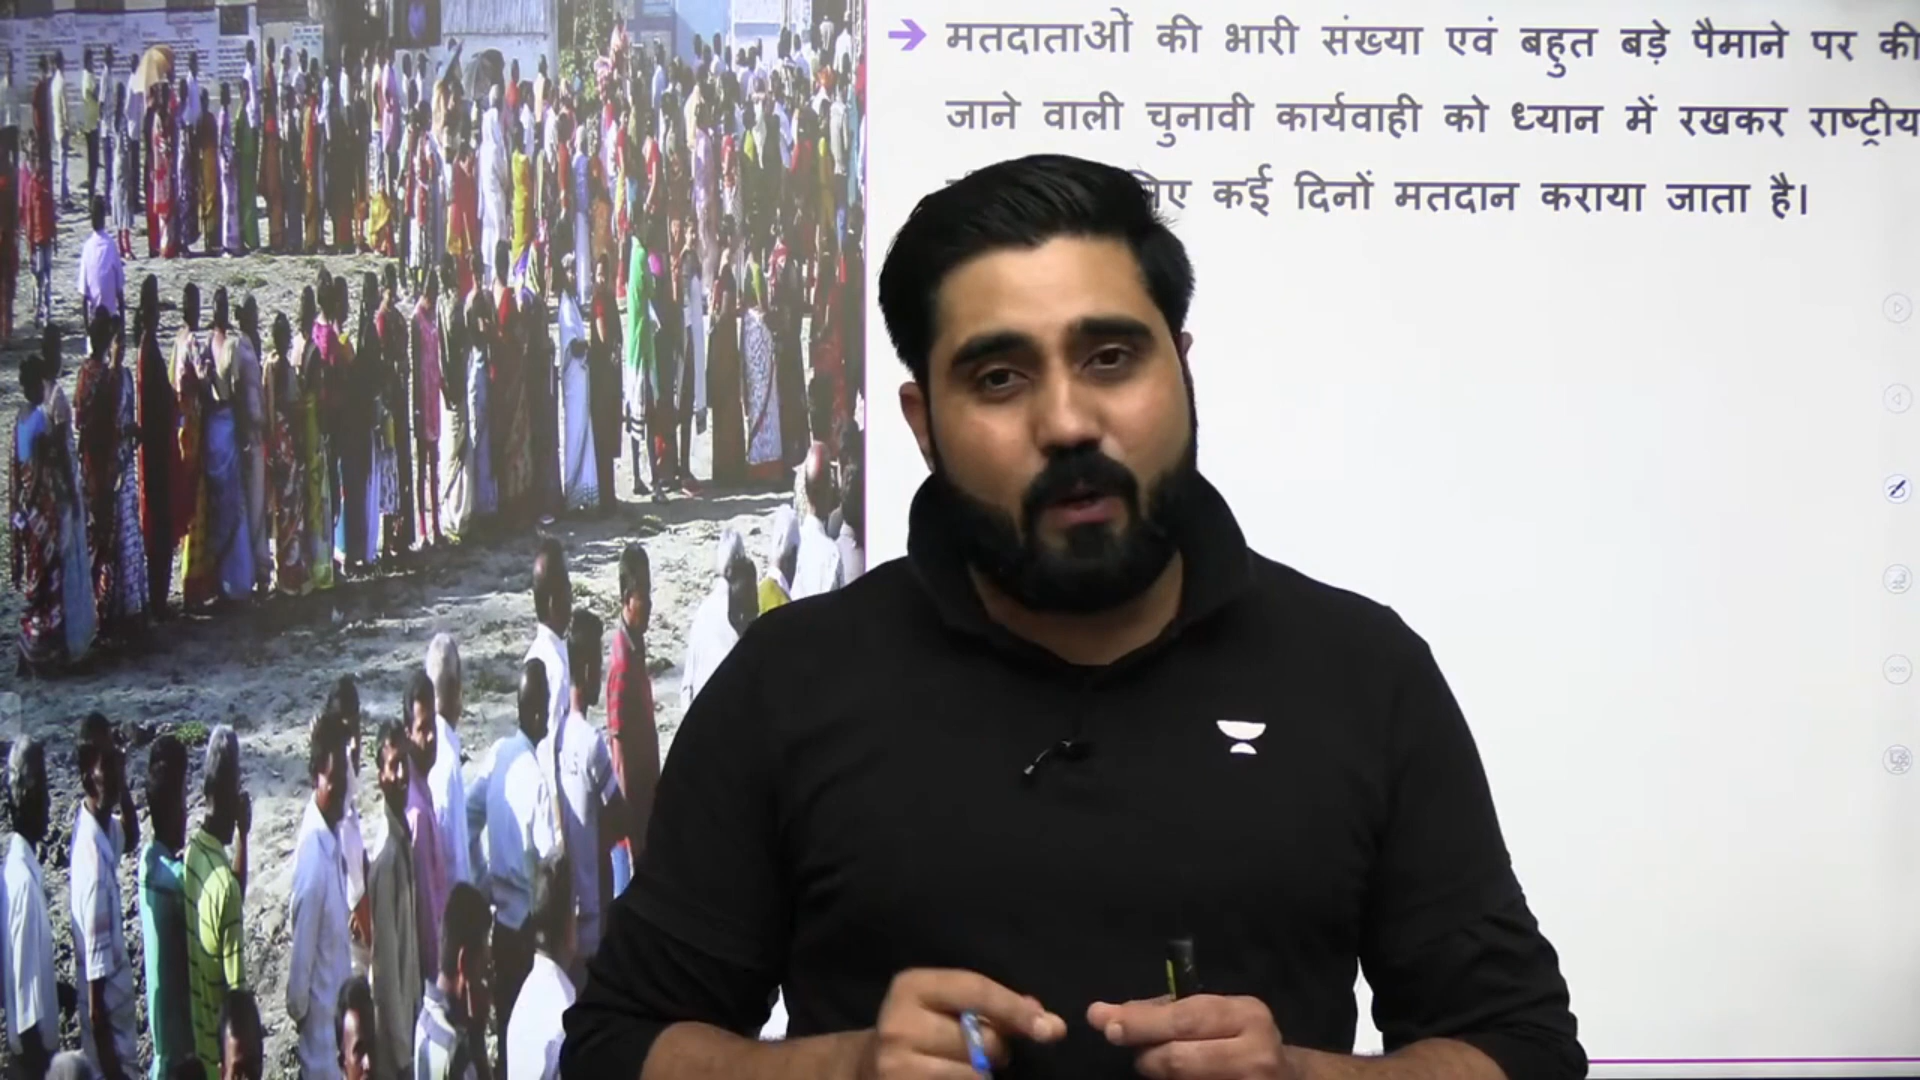 मतदाताओं की भारी संख्या एवं बहुत बड़े पैमाने पर की
जाने वाली चुनावी कार्यवाही को ध्यान में रखकर राष्ट्रीय
कई दिनों मतदान कराया जाता है।